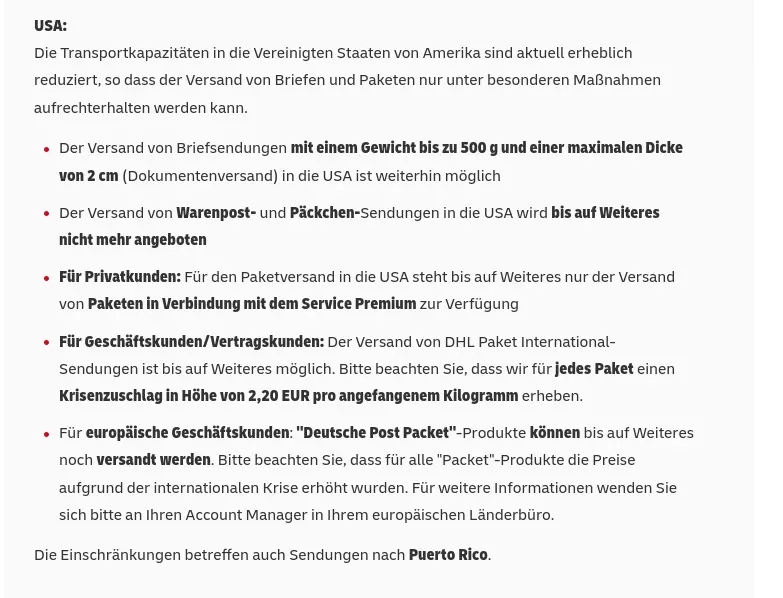 USA:
Die Transportkapazitäten in die Vereinigten Staaten von Amerika sind aktuell erheblich
reduziert, so dass der Versand von Briefen und Paketen nur unter besonderen Maßnahmen
aufrechterhalten werden kann.
• Der Versand von Briefsendungen mit einem Gewicht bis zu 500 g und einer maximalen Dicke
von 2 cm (Dokumentenversand) in die USA ist weiterhin möglich
• Der Versand von Warenpost- und Päckchen-Sendungen in die USA wird bis auf Weiteres
nicht mehr angeboten
• Für Privatkunden: Für den Paketversand in die USA steht bis auf Weiteres nur der Versand
von Paketen in Verbindung mit dem Service Premium zur Verfügung
• Für Geschäftskunden/Vertragskunden: Der Versand von DHL Paket International-
Sendungen ist bis auf Weiteres möglich. Bitte beachten Sie, dass wir für jedes Paket einen
Krisenzuschlag in Höhe von 2,20 EUR pro angefangenem Kilogramm erheben.
• Für europäische Geschäftskunden: "Deutsche Post Packet"-Produkte können bis auf Weiteres
noch versandt werden. Bitte beachten Sie, dass für alle "Packet"-Produkte die Preise
aufgrund der internationalen Krise erhöht wurden. Für weitere Informationen wenden Sie
sich bitte an Ihren Account Manager in Ihrem europäischen Länderbüro.
Die Einschränkungen betreffen auch Sendungen nach Puerto Rico.